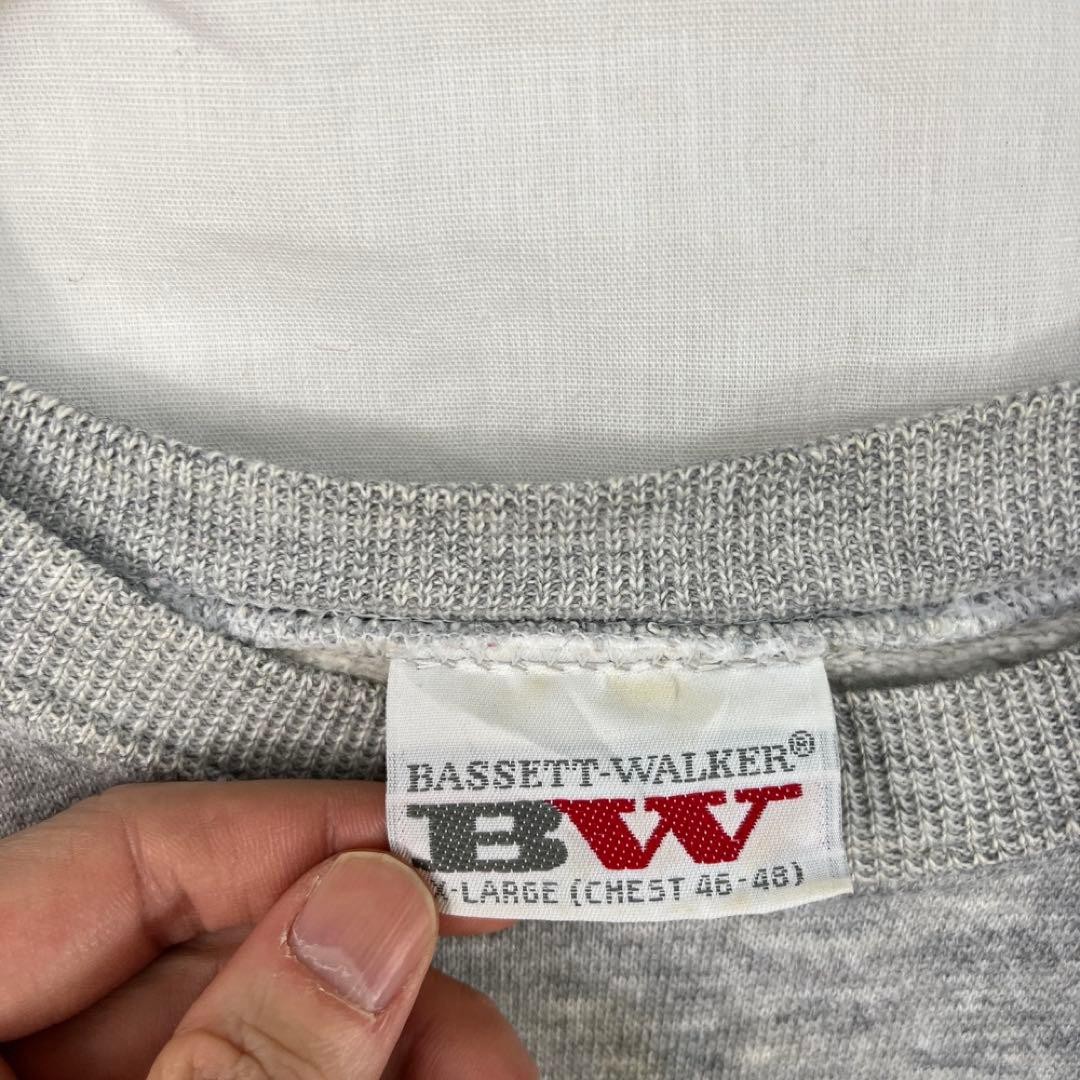 BASSETT-WALKER®
BW
X-LARGE (CHEST 46-48)